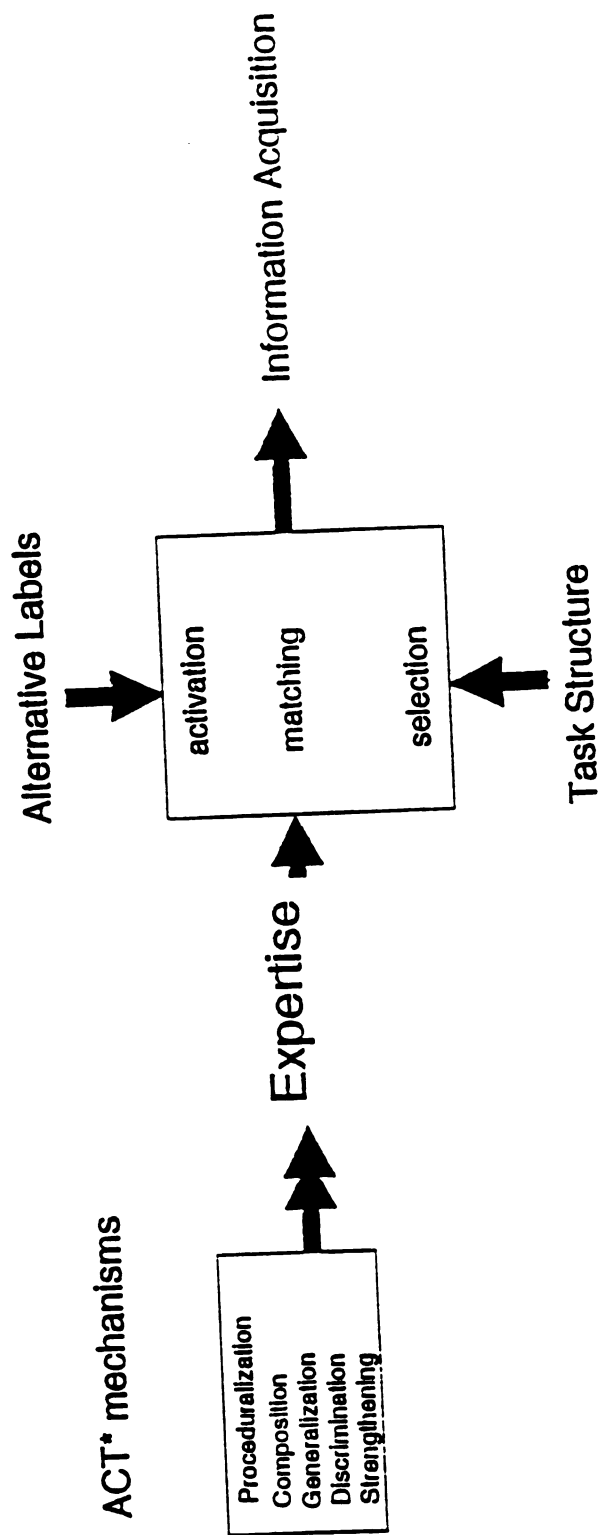 ACT* mechanisms
Proceduralization
Composition
Generalization
Discrimination
Strengthening
Expertise
Alternative Labels
activation
matching
selection
Task Structure
Information Acquisition